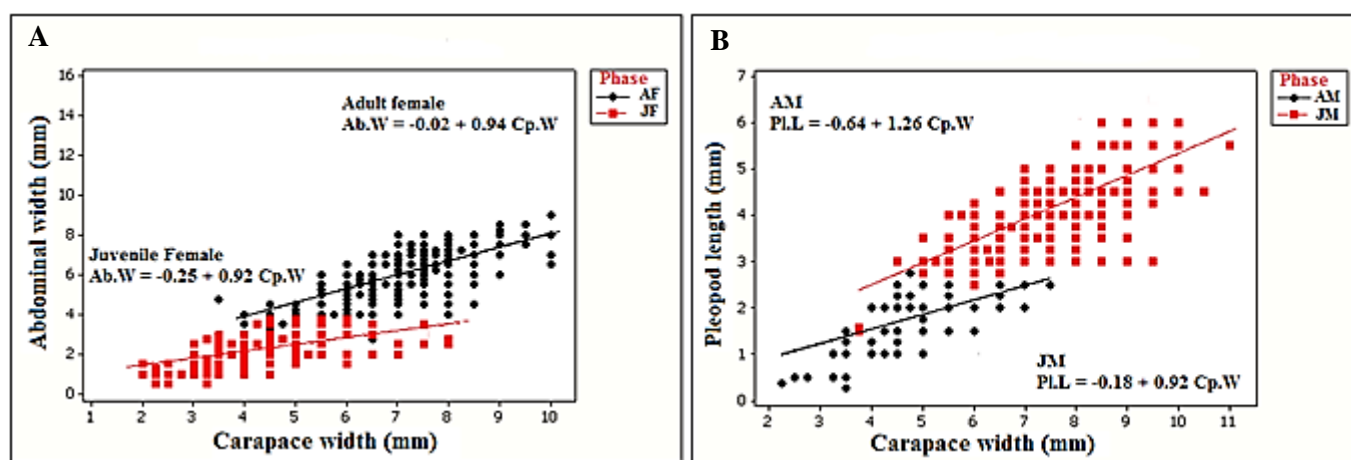 A
Abdominal width (mm)
16
14
12
10
8
6
4
2
0
Adult female
Ab.W = -0.02 + 0.94 Cp.W
Juvenile Female
Ab.W = -0.25 + 0.92 Cp.W
1 2 3 4 5 6 7 8 9 10
Carapace width (mm)
Phase
AF
JF
B
Pleopod length (mm)
7
6
5
4
3
2
1
0
AM
Pl.L = -0.64 + 1.26 Cp.W
JM
Pl.L = -0.18 + 0.92 Cp.W
2 3 4 5 6 7 8 9 10 11
Carapace width (mm)
Phase
AM
JM